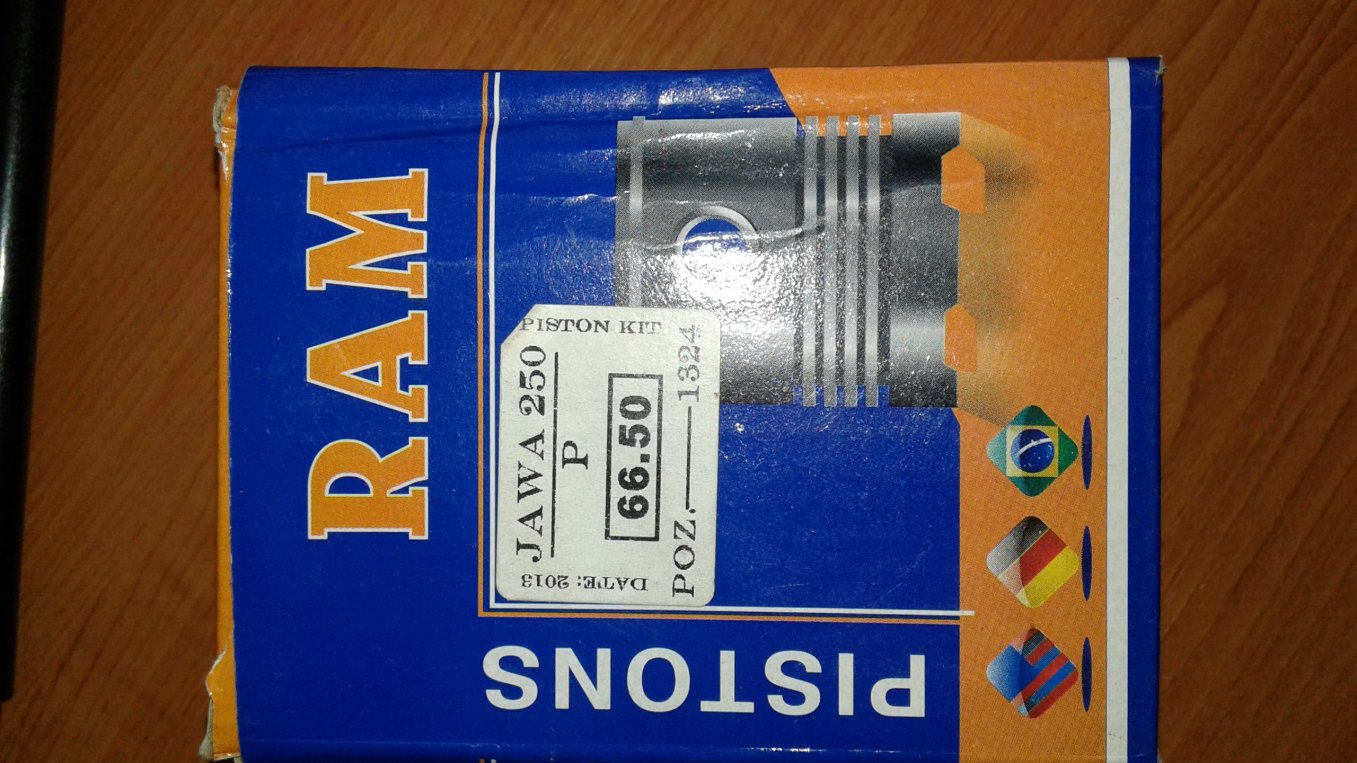 RAM
PISTON KIT
JAWA 250
P
66.50
POZ.——1324
DATE: 2013
PISTONS